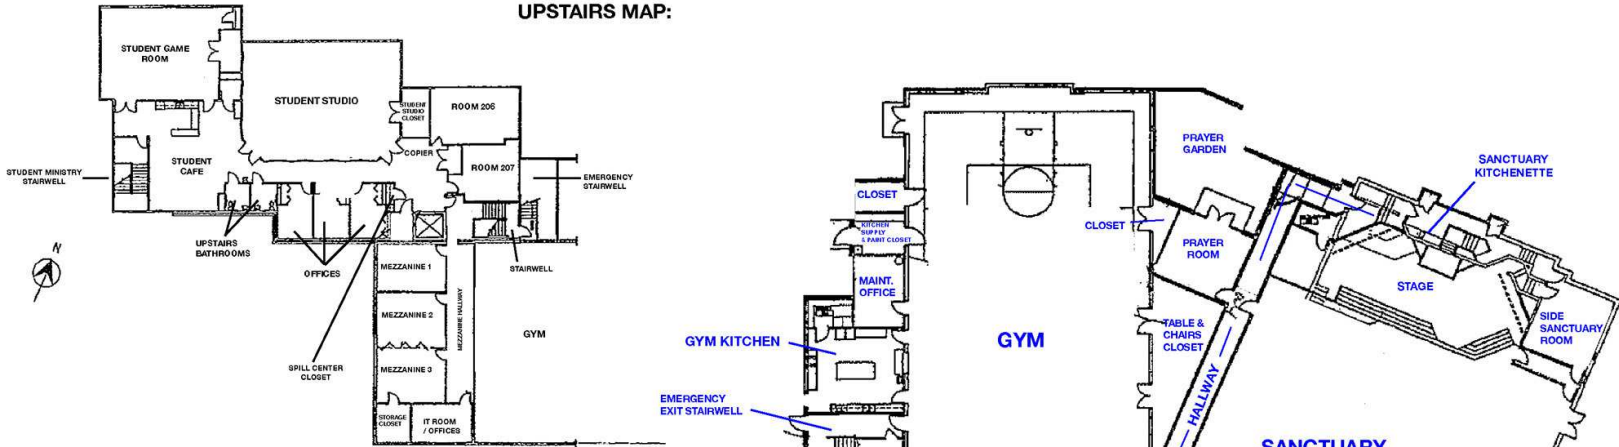 UPSTAIRS MAP:
STUDENT GAME
ROOM
STUDENT STUDIO
STUDENT
STUDIO
CLOSET
ROOM 206
COPIER
STUDENT
CAFE
ROOM 207
STUDENT MINISTRY
STAIRWELL
EMERGENCY
STAIRWELL
UPSTAIRS
BATHROOMS
OFFICES
STAIRWELL
N
MEZZANINE 1
MEZZANINE 2
MEZZANINE 3
MEZZANINE HALLWAY
GYM
SPILL CENTER
CLOSET
STORAGE
CLOSET
IT ROOM
/ OFFICES
PRAYER
GARDEN
SANCTUARY
KITCHENETTE
CLOSET
CLOSET
KITCHEN
SUPPLY
& PAINT CLOSET
PRAYER
ROOM
MAINT.
OFFICE
STAGE
SIDE
SANCTUARY
ROOM
TABLE &
CHAIRS
CLOSET
GYM KITCHEN
GYM
HALLWAY
EMERGENCY
EXIT STAIRWELL
SANCTUARY